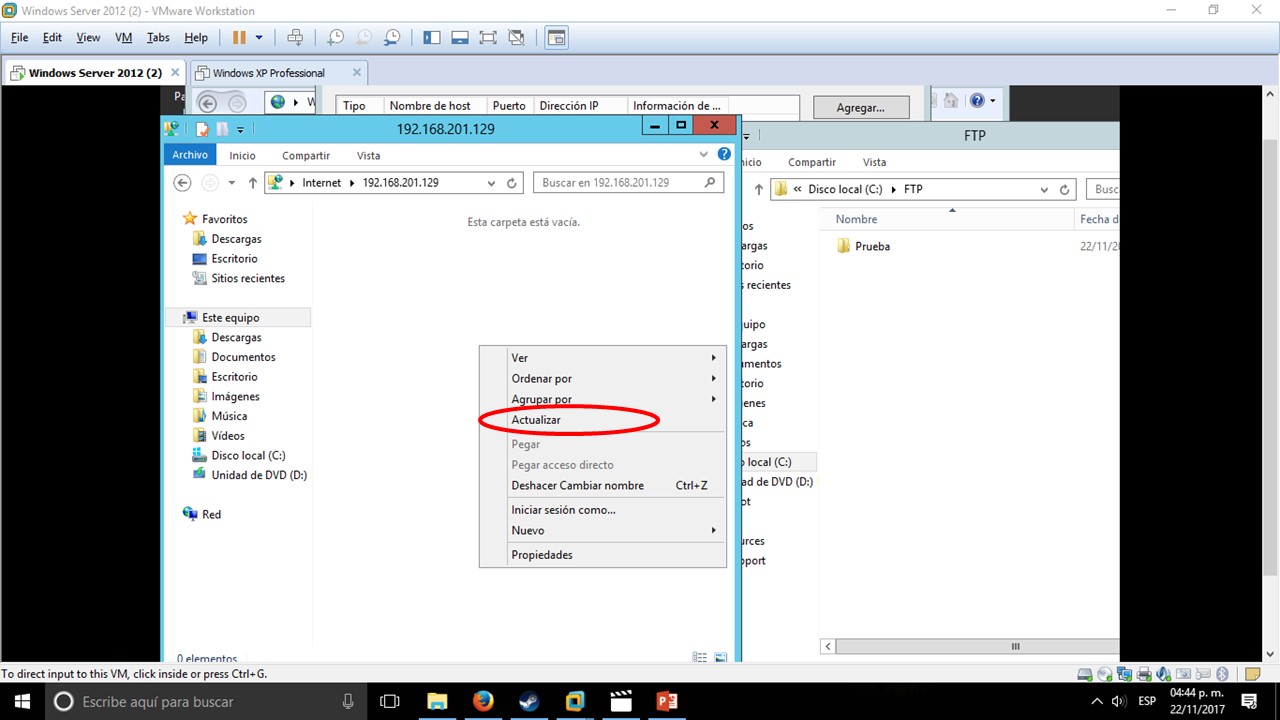 Windows Server 2012 (2) - VMware Workstation
File Edit View VM Tabs Help
Windows Server 2012 (2) Windows XP Professional
Pa
W
Tipo Nombre de host Puerto Dirección IP Información de ...
Agregar...
192.168.201.129
Archivo Inicio Compartir Vista
Internet 192.168.201.129
Buscar en 192.168.201.129
Favoritos
Descargas
Escritorio
Sitios recientes
Este equipo
Descargas
Documentos
Escritorio
Imágenes
Música
Vídeos
Disco local (C:)
Unidad de DVD (D:)
Red
Esta carpeta está vacía.
Ver
Ordenar por
Agrupar por
Actualizar
Pegar
Pegar acceso directo
Deshacer Cambiar nombre Ctrl+Z
Iniciar sesión como...
Nuevo
Propiedades
0 elementos
FTP
icio Compartir Vista
« Disco local (C:) FTP
Busc
Nombre Fecha d
Prueba 22/11/20
os
argas
torio
s recientes
quipo
argas
umentos
torio
enes
ca
os
o local (C:)
ad de DVD (D:)
ot
urces
pport
To direct input to this VM, click inside or press Ctrl+G.
Escribe aquí para buscar
ESP
04:44 p. m.
22/11/2017